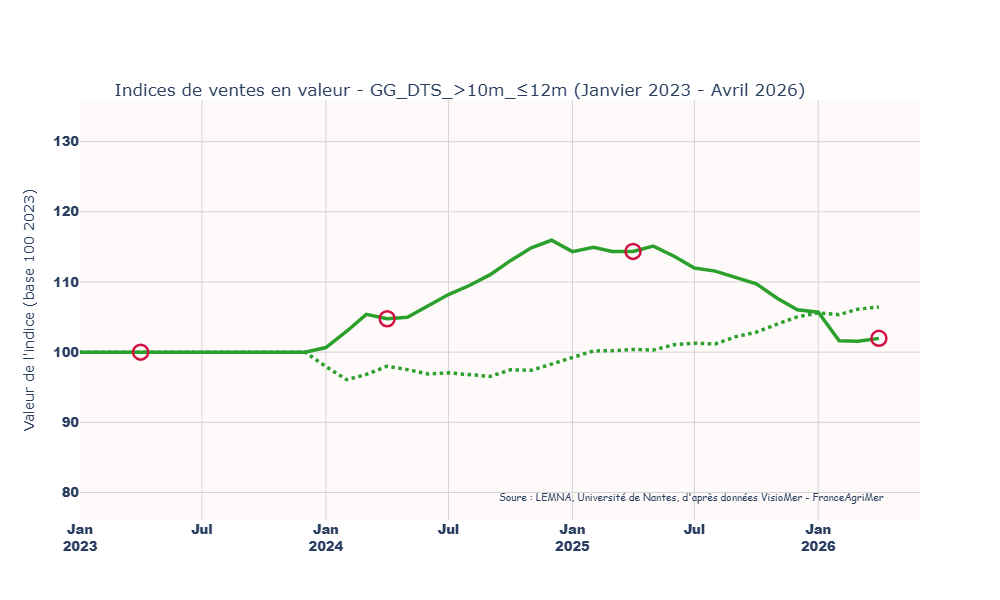 Indices de ventes en valeur - GG_DTS_>10m_≤12m (Janvier 2023 - Avril 2026)
Valeur de l'indice (base 100 2023)
130
120
110
100
90
80
Soure : LEMNA, Université de Nantes, d'après données VisioMer - FranceAgriMer
Jan Jul Jan Jul Jan Jul Jan
2023 2024 2025 2026